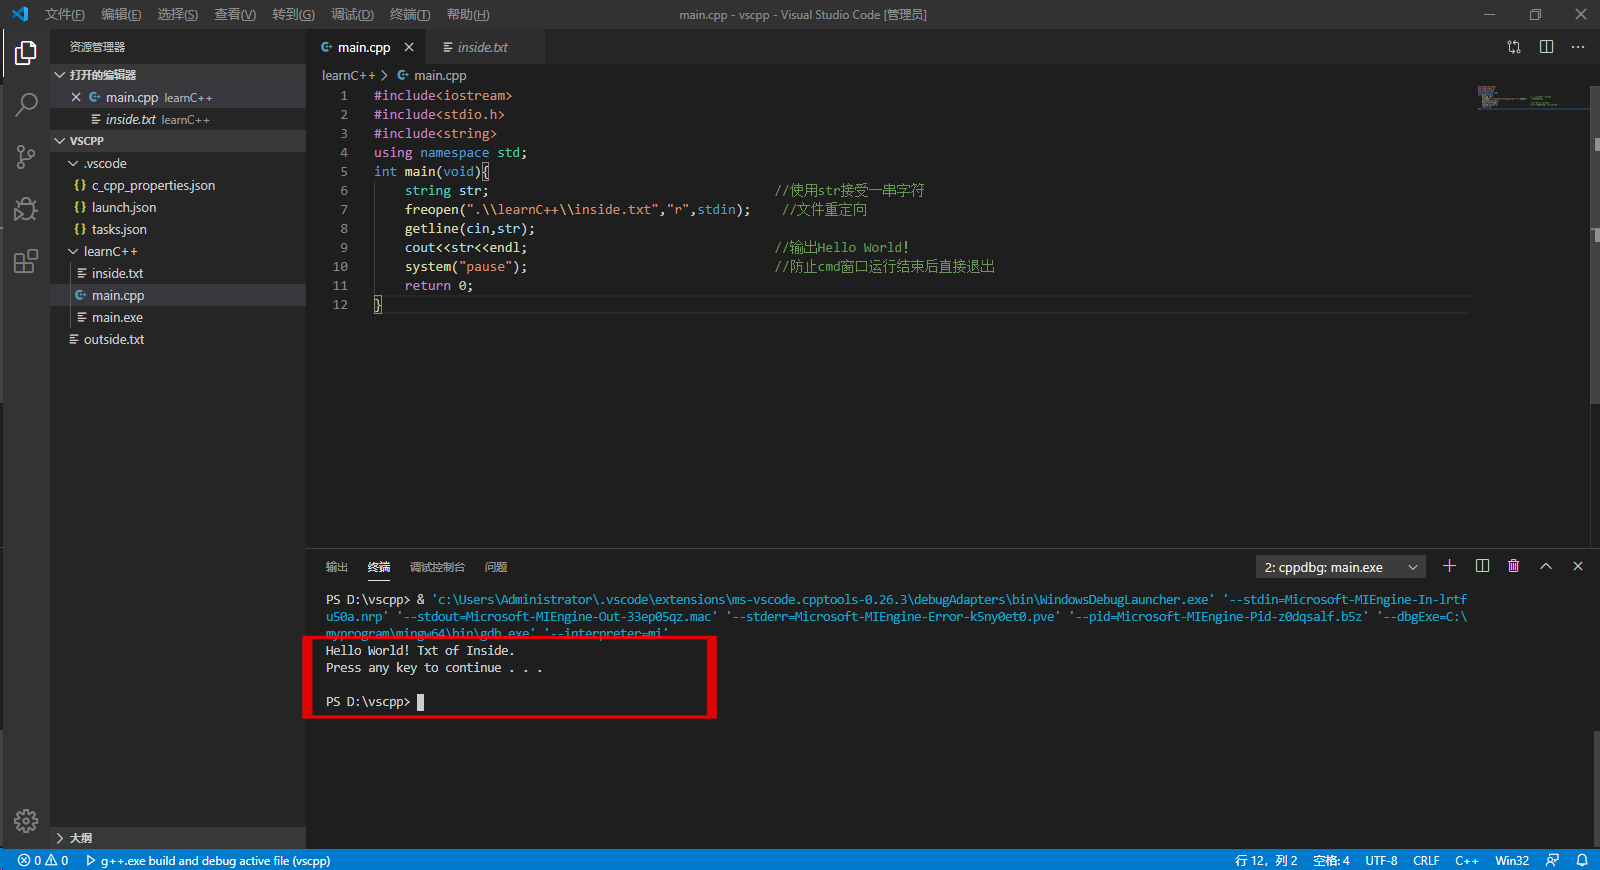 文件(F) 编辑(E) 选择(S) 查看(V) 转到(G) 调试(D) 终端(T) 帮助(H) main.cpp - vscpp - Visual Studio Code [管理员]
资源管理器
打开的编辑器
main.cpp learnC++
inside.txt learnC++
VSCPP
.vscode
{} c_cpp_properties.json
{} launch.json
{} tasks.json
learnC++
inside.txt
main.cpp
main.exe
outside.txt
大纲
main.cpp inside.txt
learnC++ > main.cpp
1 #include<iostream>
2 #include<stdio.h>
3 #include<string>
4 using namespace std;
5 int main(void){
6 string str; //使用str接受一串字符
7 freopen(".\\learnC++\\inside.txt","r",stdin); //文件重定向
8 getline(cin,str);
9 cout<<str<<endl; //输出Hello World!
10 system("pause"); //防止cmd窗口运行结束后直接退出
11 return 0;
12 }
输出 终端 调试控制台 问题 2: cppdbg: main.exe
PS D:\vscpp> & 'c:\Users\Administrator\.vscode\extensions\ms-vscode.cpptools-0.26.3\debugAdapters\bin\WindowsDebugLauncher.exe' '--stdin=Microsoft-MIEngine-In-lrtf
u50a.nrp' '--stdout=Microsoft-MIEngine-Out-33ep05qz.mac' '--stderr=Microsoft-MIEngine-Error-k5ny0et0.pve' '--pid=Microsoft-MIEngine-Pid-z0dqsalf.b5z' '--dbgExe=C:\
myprogram\mingw64\bin\gdb.exe' '--interpreter=mi'
Hello World! Txt of Inside.
Press any key to continue . . .
PS D:\vscpp>
0 0 g++.exe build and debug active file (vscpp) 行 12，列 2 空格: 4 UTF-8 CRLF C++ Win32